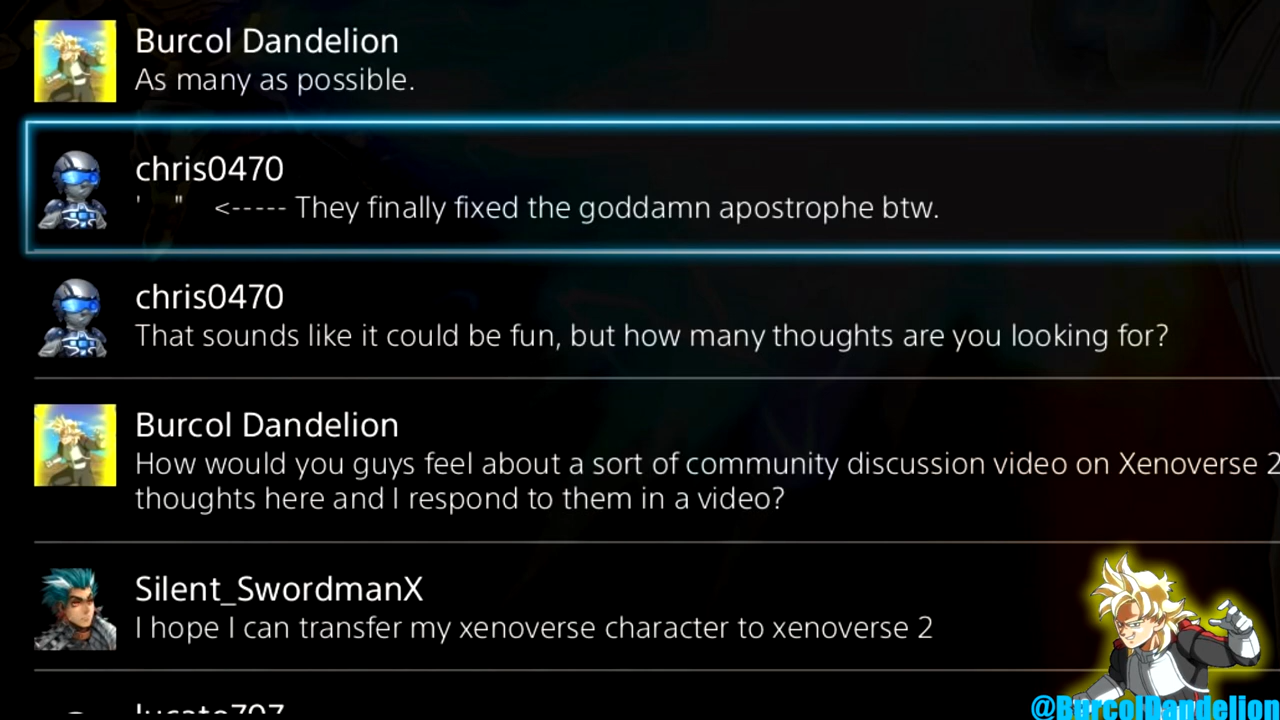 Burcol Dandelion
As many as possible.
chris0470
' " <----- They finally fixed the goddamn apostrophe btw.
chris0470
That sounds like it could be fun, but how many thoughts are you looking for?
Burcol Dandelion
How would you guys feel about a sort of community discussion video on Xenoverse 2
thoughts here and I respond to them in a video?
Silent_SwordmanX
I hope I can transfer my xenoverse character to xenoverse 2
@BurcolDandelion